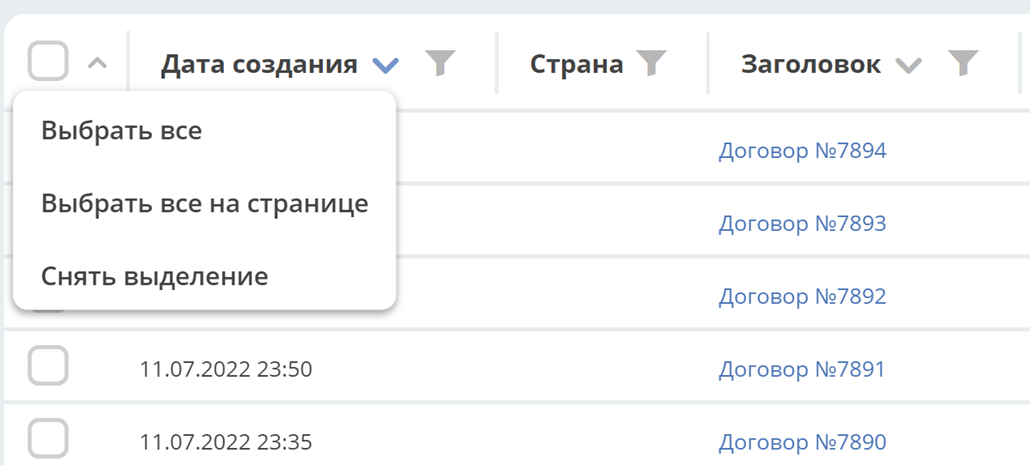 Дата создания Страна Заголовок
Выбрать все
Договор №7894
Выбрать все на странице
Договор №7893
Снять выделение
Договор №7892
11.07.2022 23:50 Договор №7891
11.07.2022 23:35 Договор №7890